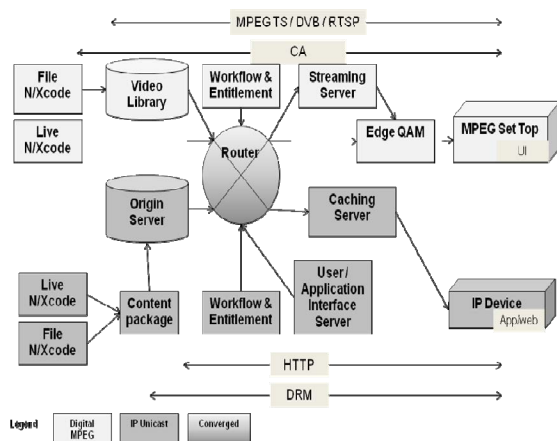 MPEG TS / DVB / RTSP
CA
File
N/Xcode
Video
Library
Workflow &
Entitlement
Streaming
Server
Live
N/Xcode
Edge QAM
MPEG Set Top
UI
Router
Origin
Server
Caching
Server
Live
N/Xcode
File
N/Xcode
Content
package
Workflow &
Entitlement
User /
Application
Interface
Server
IP Device
App/web
HTTP
DRM
Legend
Digital
MPEG
IP Unicast
Converged